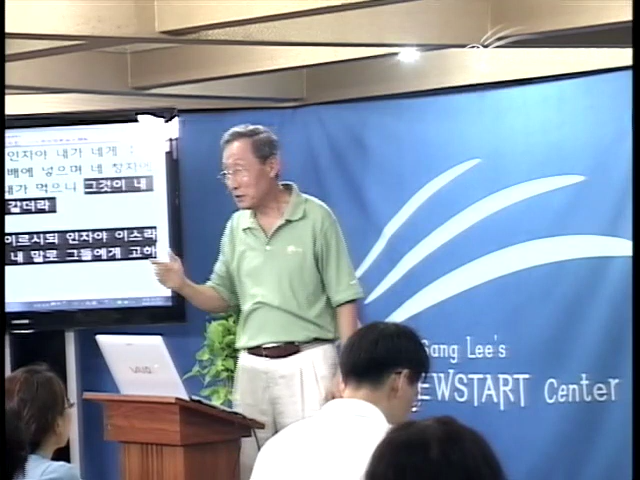 인자야 내가 네게
배에 넣으며 네 창자에
내가 먹으니 그것이 내
같더라
이르시되 인자야 이스라
내 말로 그들에게 고하
VAIO
Sang Lee's
NEWSTART Center